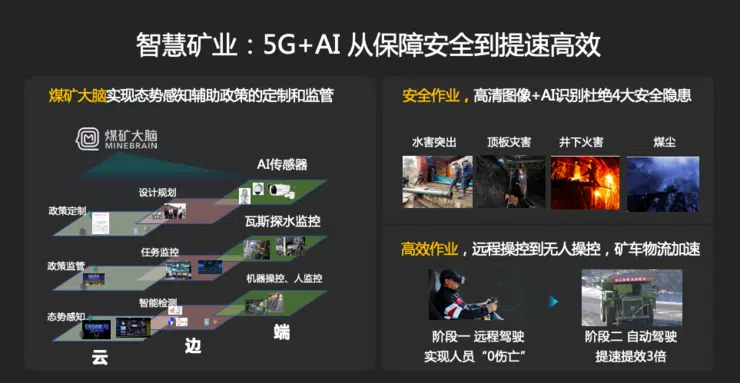 智慧矿业：5G+AI 从保障安全到提速高效
煤矿大脑实现态势感知辅助政策的定制和监管
煤矿大脑
MINEBRAIN
AI传感器
设计规划
政策定制
瓦斯探水监控
任务监控
政策监管
机器操控、人监控
智能检测
态势感知
云
边
端
安全作业，高清图像+AI识别杜绝4大安全隐患
水害突出
顶板灾害
井下火害
煤尘
高效作业，远程操控到无人操控，矿车物流加速
阶段一 远程驾驶
实现人员“0伤亡”
阶段二 自动驾驶
提速提效3倍